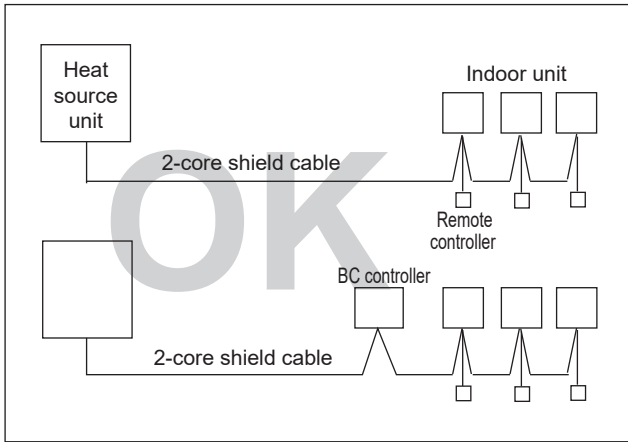 Heat
source
unit
Indoor unit
2-core shield cable
OK
Remote
controller
BC controller
2-core shield cable